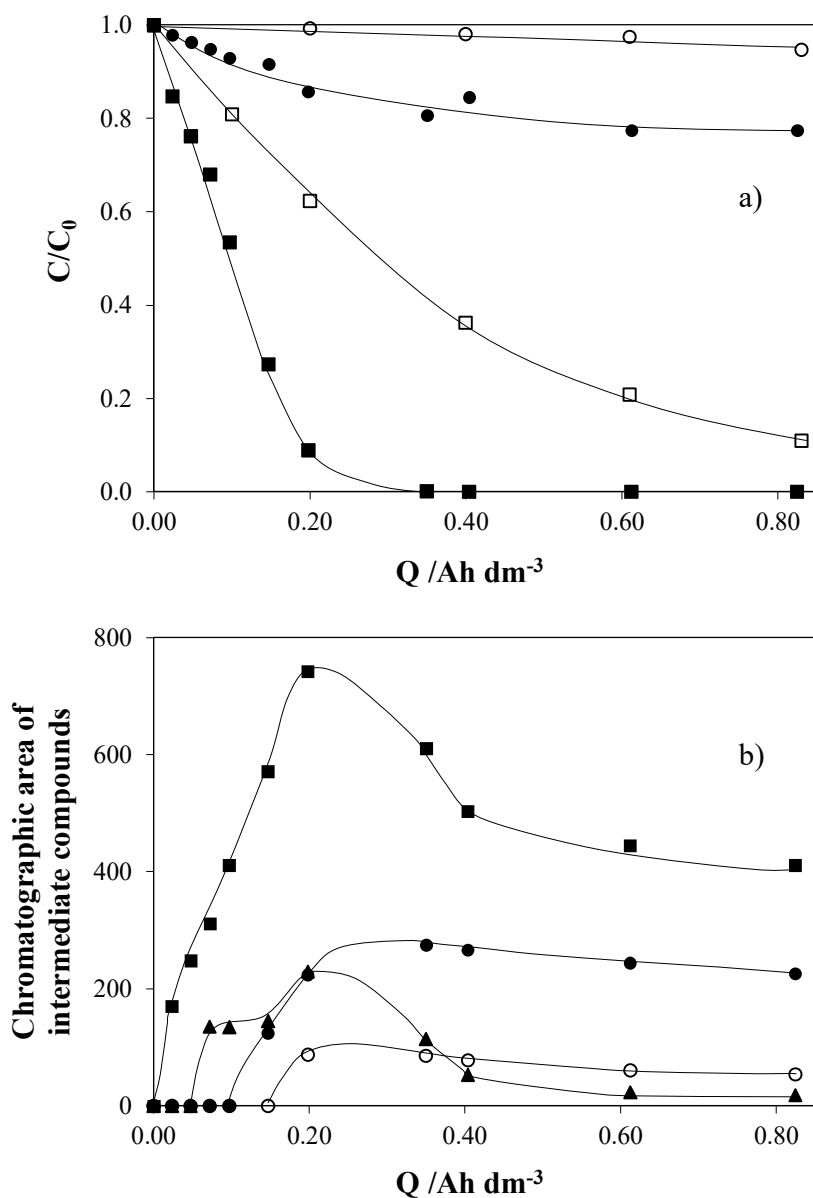 1.0
0.8
0.6
0.4
0.2
0.0
C/C₀
a)
0.00 0.20 0.40 0.60 0.80
Q /Ah dm⁻³
800
600
400
200
0
Chromatographic area of
intermediate compounds
b)
0.00 0.20 0.40 0.60 0.80
Q /Ah dm⁻³